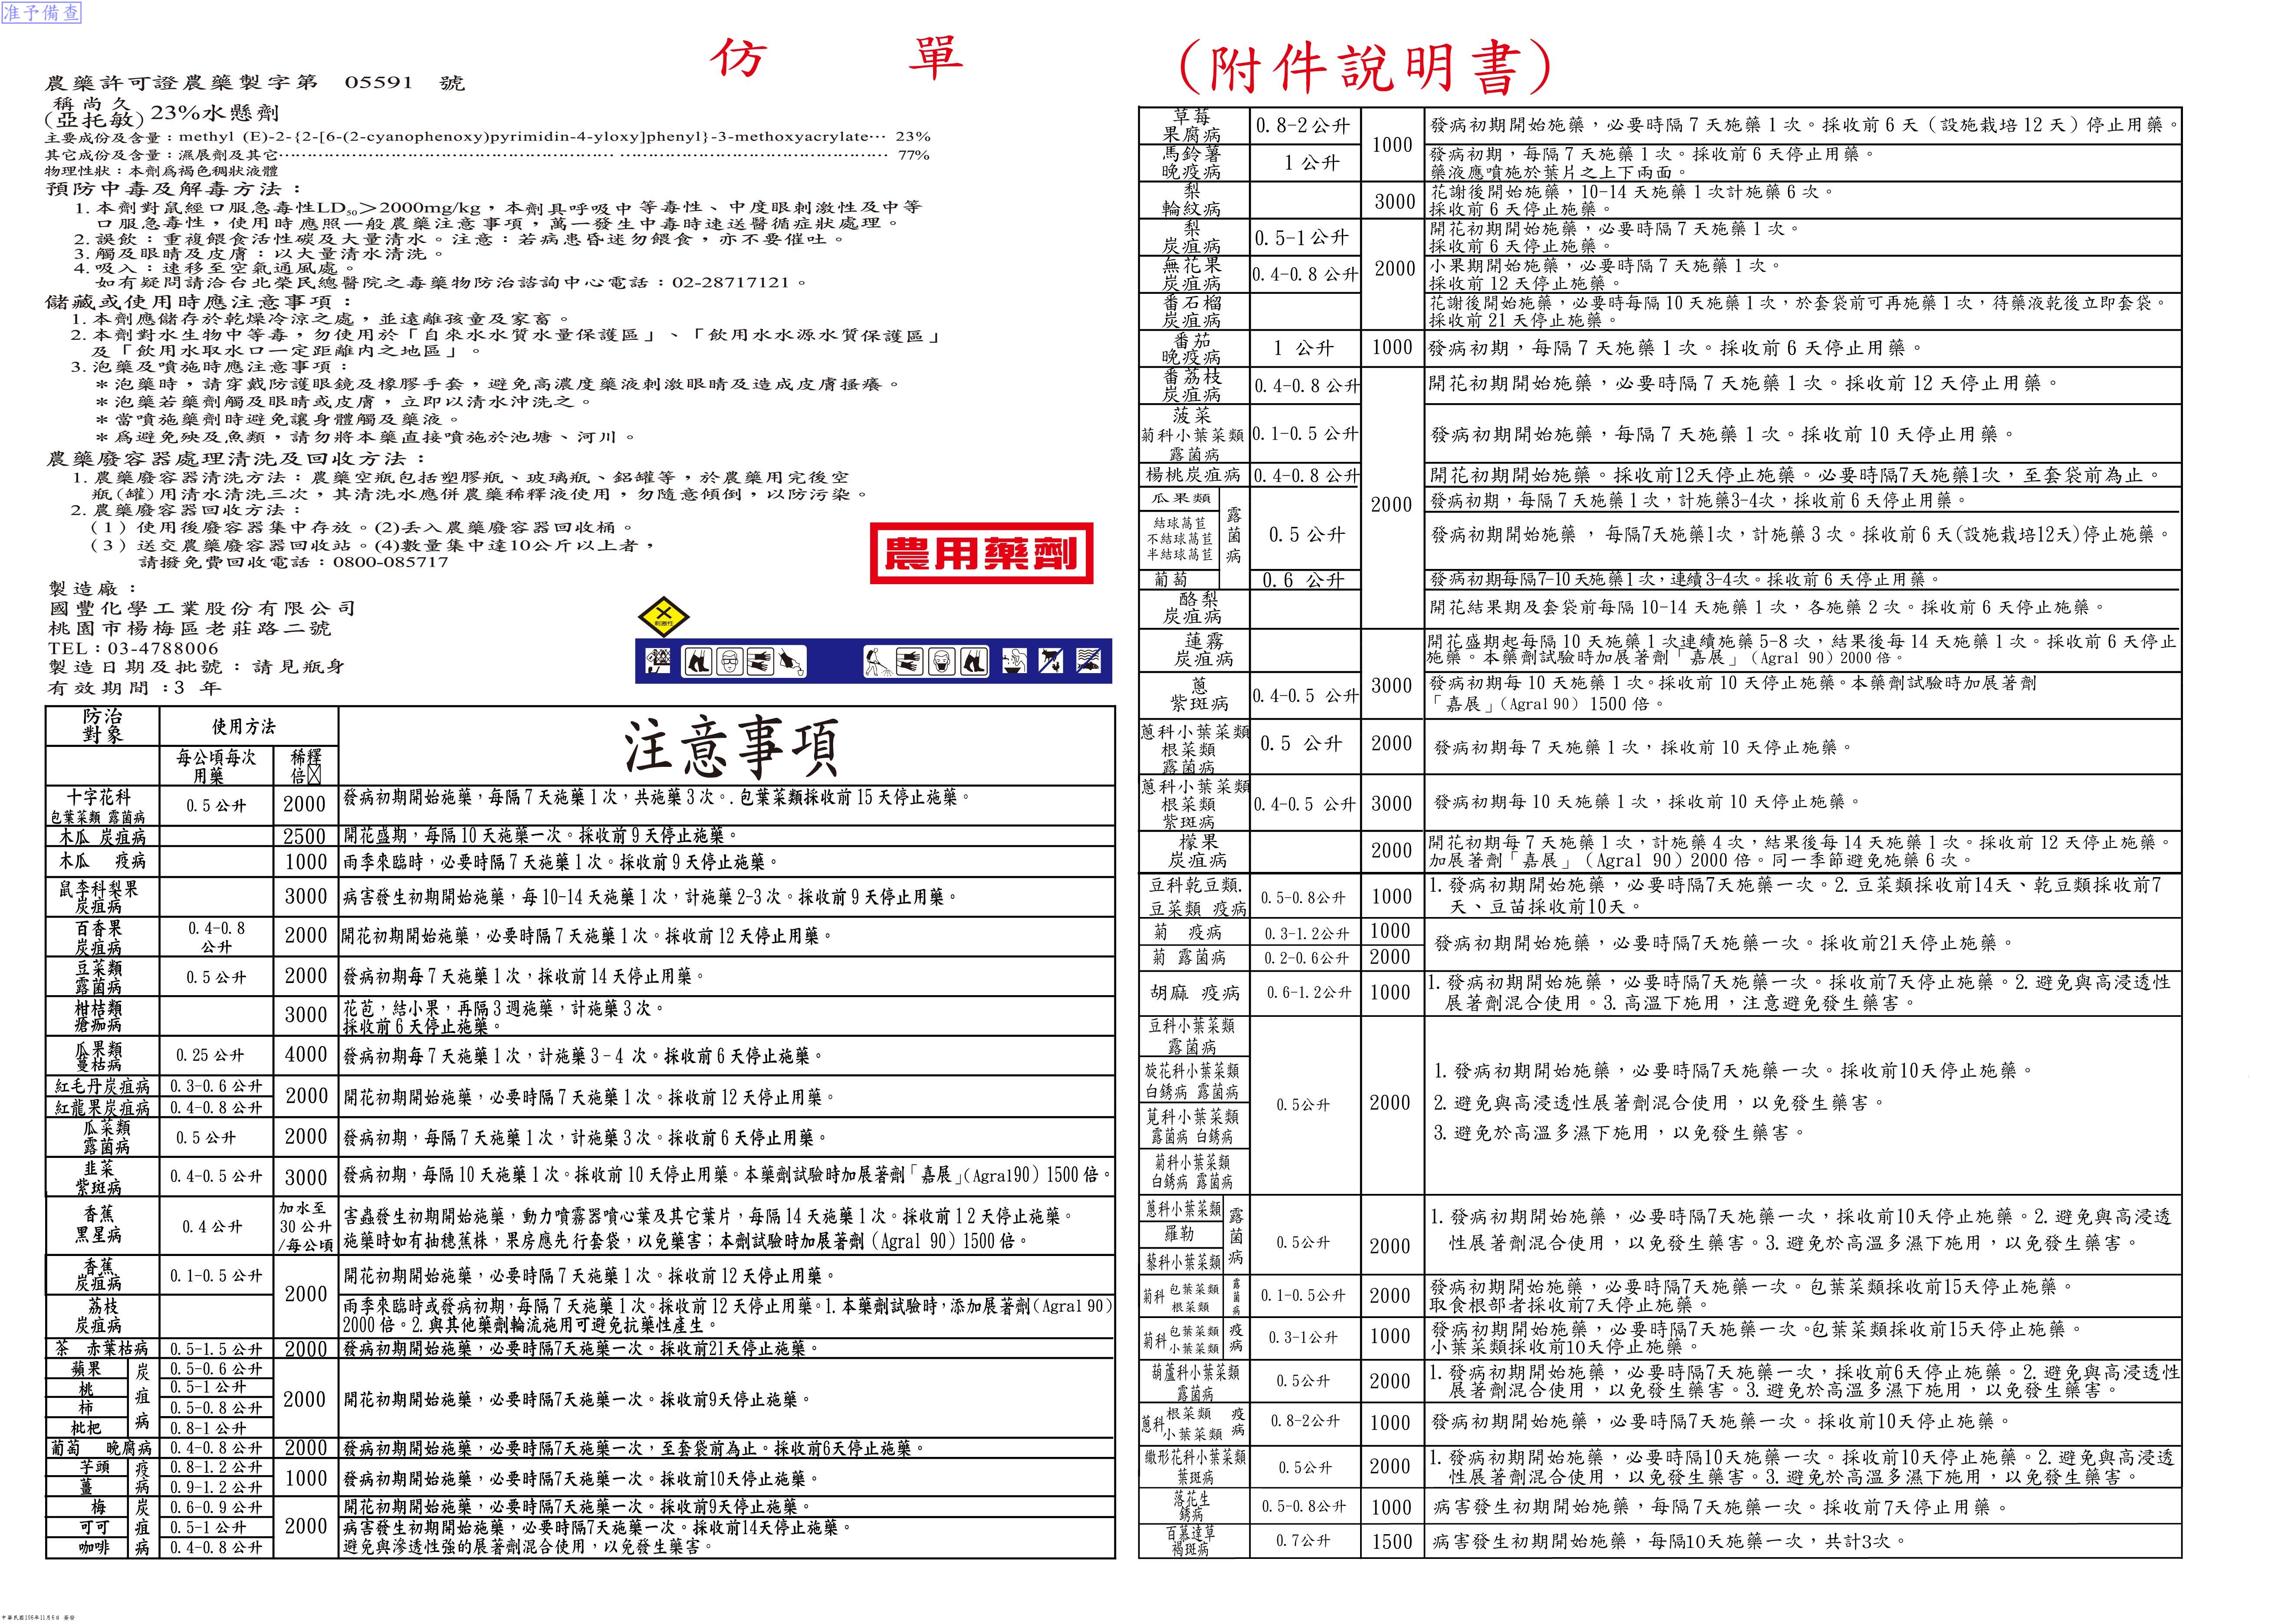 准予備查
仿 單 (附件說明書)
農藥許可證農藥製字第 05591 號
稱尚久
(亞托敏) 23%水懸劑
主要成份及含量：methyl (E)-2-{2-[6-(2-cyanophenoxy)pyrimidin-4-yloxy]phenyl}-3-methoxyacrylate… 23%
其它成份及含量：濕展劑及其它………………………………………………………………………………… 77%
物理性狀：本劑為褐色稠狀液體
預防中毒及解毒方法：
1. 本劑對鼠經口服急毒性LD₅₀＞2000mg/kg，本劑具呼吸中等毒性、中度眼刺激性及中等
口服急毒性，使用時應照一般農藥注意事項，萬一發生中毒時速送醫循症狀處理。
2. 誤飲：重複餵食活性碳及大量清水。注意：若病患昏迷勿餵食，亦不要催吐。
3. 觸及眼睛及皮膚：以大量清水清洗。
4. 吸入：速移至空氣通風處。
如有疑問請洽台北榮民總醫院之毒藥物防治諮詢中心電話：02-28717121。
儲藏或使用時應注意事項：
1. 本劑應儲存於乾燥冷涼之處，並遠離孩童及家畜。
2. 本劑對水生物中等毒，勿使用於「自來水水質水量保護區」、「飲用水水源水質保護區」
及「飲用水取水口一定距離內之地區」。
3. 泡藥及噴施時應注意事項：
＊泡藥時，請穿戴防護眼鏡及橡膠手套，避免高濃度藥液刺激眼睛及造成皮膚搔癢。
＊泡藥若藥劑觸及眼睛或皮膚，立即以清水沖洗之。
＊當噴施藥劑時避免讓身體觸及藥液。
＊為避免殃及魚類，請勿將本藥直接噴施於池塘、河川。
農藥廢容器處理清洗及回收方法：
1. 農藥廢容器清洗方法：農藥空瓶包括塑膠瓶、玻璃瓶、鋁罐等，於農藥用完後空
瓶(罐)用清水清洗三次，其清洗水應併農藥稀釋液使用，勿隨意傾倒，以防污染。
2. 農藥廢容器回收方法：
（1）使用後廢容器集中存放。(2)丟入農藥廢容器回收桶。
（3）送交農藥廢容器回收站。(4)數量集中達10公斤以上者，
請撥免費回收電話：0800-085717
農用藥劑
製造廠：
國豐化學工業股份有限公司
桃園市楊梅區老莊路二號
TEL：03-4788006
製造日期及批號：請見瓶身
有效期間：3 年
刺激性
防治對象 使用方法 注意事項
每公頃每次用藥 稀釋倍
十字花科包葉菜類 露菌病 0.5公升 2000 發病初期開始施藥，每隔7天施藥1次，共施藥3次。.包葉菜類採收前15天停止施藥。
木瓜 炭疽病 2500 開花盛期，每隔10天施藥一次。採收前9天停止施藥。
木瓜 疫病 1000 雨季來臨時，必要時隔7天施藥1次。採收前9天停止施藥。
鼠李科梨果炭疽病 3000 病害發生初期開始施藥，每10-14天施藥1次，計施藥2-3次。採收前9天停止施藥。
百香果炭疽病 0.4-0.8公升 2000 開花初期開始施藥，必要時隔7天施藥1次。採收前12天停止用藥。
豆菜類露菌病 0.5公升 2000 發病初期每7天施藥1次，採收前14天停止用藥。
柑桔類瘡痂病 3000 花苞，結小果，再隔3週施藥，計施藥3次。
採收前6天停止施藥。
瓜果類蔓枯病 0.25公升 4000 發病初期每7天施藥1次，計施藥3-4次。採收前6天停止施藥。
紅毛丹炭疽病 0.3-0.6公升 2000 開花初期開始施藥，必要時隔7天施藥1次。採收前12天停止用藥。
紅龍果炭疽病 0.4-0.8公升
瓜菜類露菌病 0.5公升 2000 發病初期，每隔7天施藥1次，計施藥3次。採收前6天停止用藥。
韭菜紫斑病 0.4-0.5公升 3000 發病初期，每隔10天施藥1次。採收前10天停止用藥。本藥劑試驗時加展著劑「嘉展」(Agral90) 1500倍。
香蕉黑星病 0.4公升 加水至30公升/每公頃 害蟲發生初期開始施藥，動力噴霧器噴心葉及其它葉片，每隔14天施藥1次。採收前12天停止施藥。
施藥時如有抽穗蕉株，果房應先行套袋，以免藥害；本劑試驗時加展著劑（Agral 90）1500倍。
香蕉炭疽病 0.1-0.5公升 2000 開花初期開始施藥，必要時隔7天施藥1次。採收前12天停止用藥。
荔枝炭疽病 雨季來臨時或發病初期，每隔7天施藥1次。採收前12天停止用藥。1.本藥劑試驗時，添加展著劑(Agral 90)
2000倍。2.與其他藥劑輪流施用可避免抗藥性產生。
茶 赤葉枯病 0.5-1.5公升 2000 發病初期開始施藥，必要時隔7天施藥一次。採收前21天停止施藥。
蘋果 炭疽病 0.5-0.6公升 2000 開花初期開始施藥，必要時隔7天施藥一次。採收前9天停止施藥。
桃 0.5-1公升
柿 0.5-0.8公升
枇杷 0.8-1公升
葡萄 晚腐病 0.4-0.8公升 2000 發病初期開始施藥，必要時隔7天施藥一次，至套袋前為止。採收前6天停止施藥。
芋頭 疫病 0.8-1.2公升 1000 發病初期開始施藥，必要時隔7天施藥一次。採收前10天停止施藥。
薑 0.9-1.2公升
梅 炭疽病 0.6-0.9公升 2000 開花初期開始施藥，必要時隔7天施藥一次。採收前9天停止施藥。
可可 0.5-1公升 病害發生初期開始施藥，必要時隔7天施藥一次。採收前14天停止施藥。
咖啡 0.4-0.8公升 避免與滲透性強的展著劑混合使用，以免發生藥害。
草莓果腐病 0.8-2公升 1000 發病初期開始施藥，必要時隔7天施藥1次。採收前6天（設施栽培12天）停止用藥。
馬鈴薯晚疫病 1公升 發病初期，每隔7天施藥1次。採收前6天停止用藥。
藥液應噴施於葉片之上下兩面。
梨輪紋病 3000 花謝後開始施藥，10-14天施藥1次計施藥6次。
採收前6天停止施藥。
梨炭疽病 0.5-1公升 2000 開花初期開始施藥，必要時隔7天施藥1次。
採收前6天停止施藥。
無花果炭疽病 0.4-0.8公升 小果期開始施藥，必要時隔7天施藥1次。
採收前12天停止施藥。
番石榴炭疽病 花謝後開始施藥，必要時每隔10天施藥1次，於套袋前可再施藥1次，待藥液乾後立即套袋。
採收前21天停止施藥。
番茄晚疫病 1 公升 1000 發病初期，每隔7天施藥1次。採收前6天停止用藥。
番荔枝炭疽病 0.4-0.8公升 2000 開花初期開始施藥，必要時隔7天施藥1次。採收前12天停止用藥。
菠菜菊科小葉菜類露菌病 0.1-0.5公升 發病初期開始施藥，每隔7天施藥1次。採收前10天停止用藥。
楊桃炭疽病 0.4-0.8公升 開花初期開始施藥。採收前12天停止施藥。必要時隔7天施藥1次，至套袋前為止。
瓜果類 露菌病 0.5公升 發病初期，每隔7天施藥1次，計施藥3-4次，採收前6天停止用藥。
結球萵苣不結球萵苣半結球萵苣 發病初期開始施藥，每隔7天施藥1次，計施藥3次。採收前6天(設施栽培12天)停止施藥。
葡萄 0.6 公升 發病初期每隔7-10天施藥1次，連續3-4次。採收前6天停止用藥。
酪梨炭疽病 開花結果期及套袋前每隔10-14天施藥1次，各施藥2次。採收前6天停止施藥。
蓮霧炭疽病 3000 開花盛期起每隔10天施藥1次連續施藥5-8次，結果後每14天施藥1次。採收前6天停止
施藥。本藥劑試驗時加展著劑「嘉展」（Agral 90）2000倍。
蔥紫斑病 0.4-0.5公升 發病初期每10天施藥1次。採收前10天停止施藥。本藥劑試驗時加展著劑
「嘉展」(Agral 90) 1500倍。
蔥科小葉菜類根菜類露菌病 0.5 公升 2000 發病初期每7天施藥1次，採收前10天停止施藥。
蔥科小葉菜類根菜類紫斑病 0.4-0.5公升 3000 發病初期每10天施藥1次，採收前10天停止施藥。
檬果炭疽病 2000 開花初期每7天施藥1次，計施藥4次，結果後每14天施藥1次。採收前12天停止施藥。
加展著劑「嘉展」（Agral 90）2000倍。同一季節避免施藥6次。
豆科乾豆類.豆菜類 疫病 0.5-0.8公升 1000 1.發病初期開始施藥，必要時隔7天施藥一次。2.豆菜類採收前14天、乾豆類採收前7
天、豆苗採收前10天。
菊 疫病 0.3-1.2公升 1000 發病初期開始施藥，必要時隔7天施藥一次。採收前21天停止施藥。
菊 露菌病 0.2-0.6公升 2000
胡麻 疫病 0.6-1.2公升 1000 1.發病初期開始施藥，必要時隔7天施藥一次。採收前7天停止施藥。2.避免與高浸透性
展著劑混合使用。3.高溫下施用，注意避免發生藥害。
豆科小葉菜類露菌病 0.5公升 2000 1.發病初期開始施藥，必要時隔7天施藥一次。採收前10天停止施藥。
旋花科小葉菜類白銹病 露菌病 2.避免與高浸透性展著劑混合使用，以免發生藥害。
莧科小葉菜類露菌病 白銹病 3.避免於高溫多濕下施用，以免發生藥害。
菊科小葉菜類白銹病 露菌病
蔥科小葉菜類 露菌病 0.5公升 2000 1.發病初期開始施藥，必要時隔7天施藥一次，採收前10天停止施藥。2.避免與高浸透
羅勒 性展著劑混合使用，以免發生藥害。3.避免於高溫多濕下施用，以免發生藥害。
藜科小葉菜類
菊科 包葉菜類根菜類 露菌病 0.1-0.5公升 2000 發病初期開始施藥，必要時隔7天施藥一次。包葉菜類採收前15天停止施藥。
取食根部者採收前7天停止施藥。
菊科 包葉菜類小葉菜類 疫病 0.3-1公升 1000 發病初期開始施藥，必要時隔7天施藥一次。包葉菜類採收前15天停止施藥。
小葉菜類採收前10天停止施藥。
葫蘆科小葉菜類露菌病 0.5公升 2000 1.發病初期開始施藥，必要時隔7天施藥一次，採收前6天停止施藥。2.避免與高浸透性
展著劑混合使用，以免發生藥害。3.避免於高溫多濕下施用，以免發生藥害。
蔥科 根菜類小葉菜類 疫病 0.8-2公升 1000 發病初期開始施藥，必要時隔7天施藥一次。採收前10天停止施藥。
繖形花科小葉菜類葉斑病 0.5公升 2000 1.發病初期開始施藥，必要時隔10天施藥一次。採收前10天停止施藥。2.避免與高浸透
性展著劑混合使用，以免發生藥害。3.避免於高溫多濕下施用，以免發生藥害。
落花生銹病 0.5-0.8公升 1000 病害發生初期開始施藥，每隔7天施藥一次。採收前7天停止用藥。
百慕達草褐斑病 0.7公升 1500 病害發生初期開始施藥，每隔10天施藥一次，共計3次。
中華民國106年11月6日 簽發